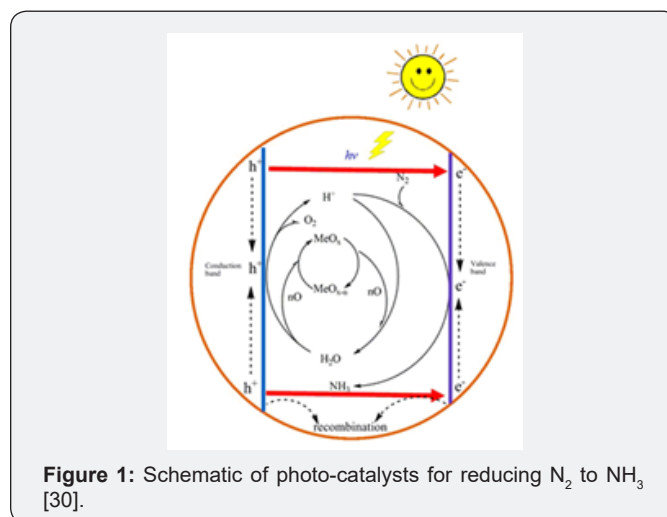 hν
h⁺ e⁻
N₂
H⁺
O₂
MeOₓ
Conduction band h⁺ Valence band
e⁻
nO MeOₓ₋ₙ nO
H₂O
h⁺ NH₃ e⁻
recombination
Figure 1: Schematic of photo-catalysts for reducing N₂ to NH₃
[30].